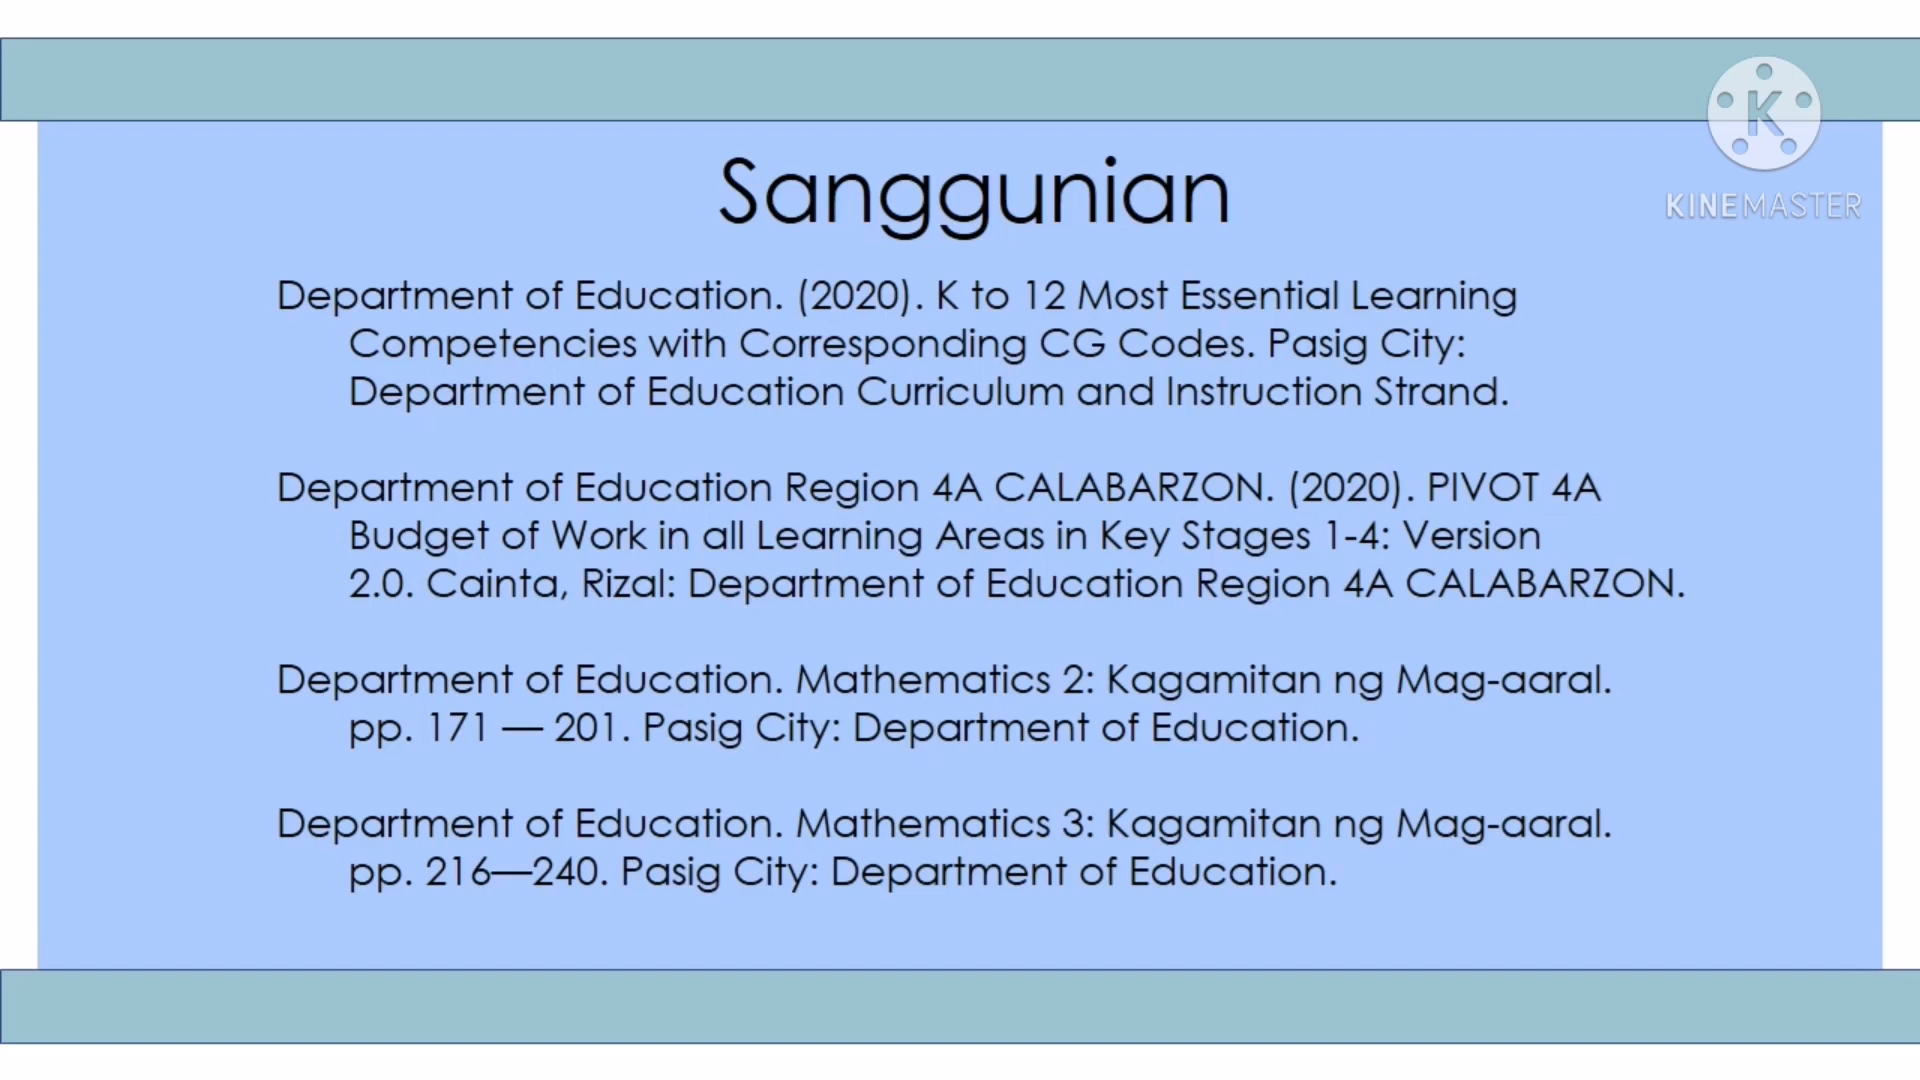 K
KINEMASTER
Sanggunian
Department of Education. (2020). K to 12 Most Essential Learning
Competencies with Corresponding CG Codes. Pasig City:
Department of Education Curriculum and Instruction Strand.
Department of Education Region 4A CALABARZON. (2020). PIVOT 4A
Budget of Work in all Learning Areas in Key Stages 1-4: Version
2.0. Cainta, Rizal: Department of Education Region 4A CALABARZON.
Department of Education. Mathematics 2: Kagamitan ng Mag-aaral.
pp. 171 — 201. Pasig City: Department of Education.
Department of Education. Mathematics 3: Kagamitan ng Mag-aaral.
pp. 216—240. Pasig City: Department of Education.